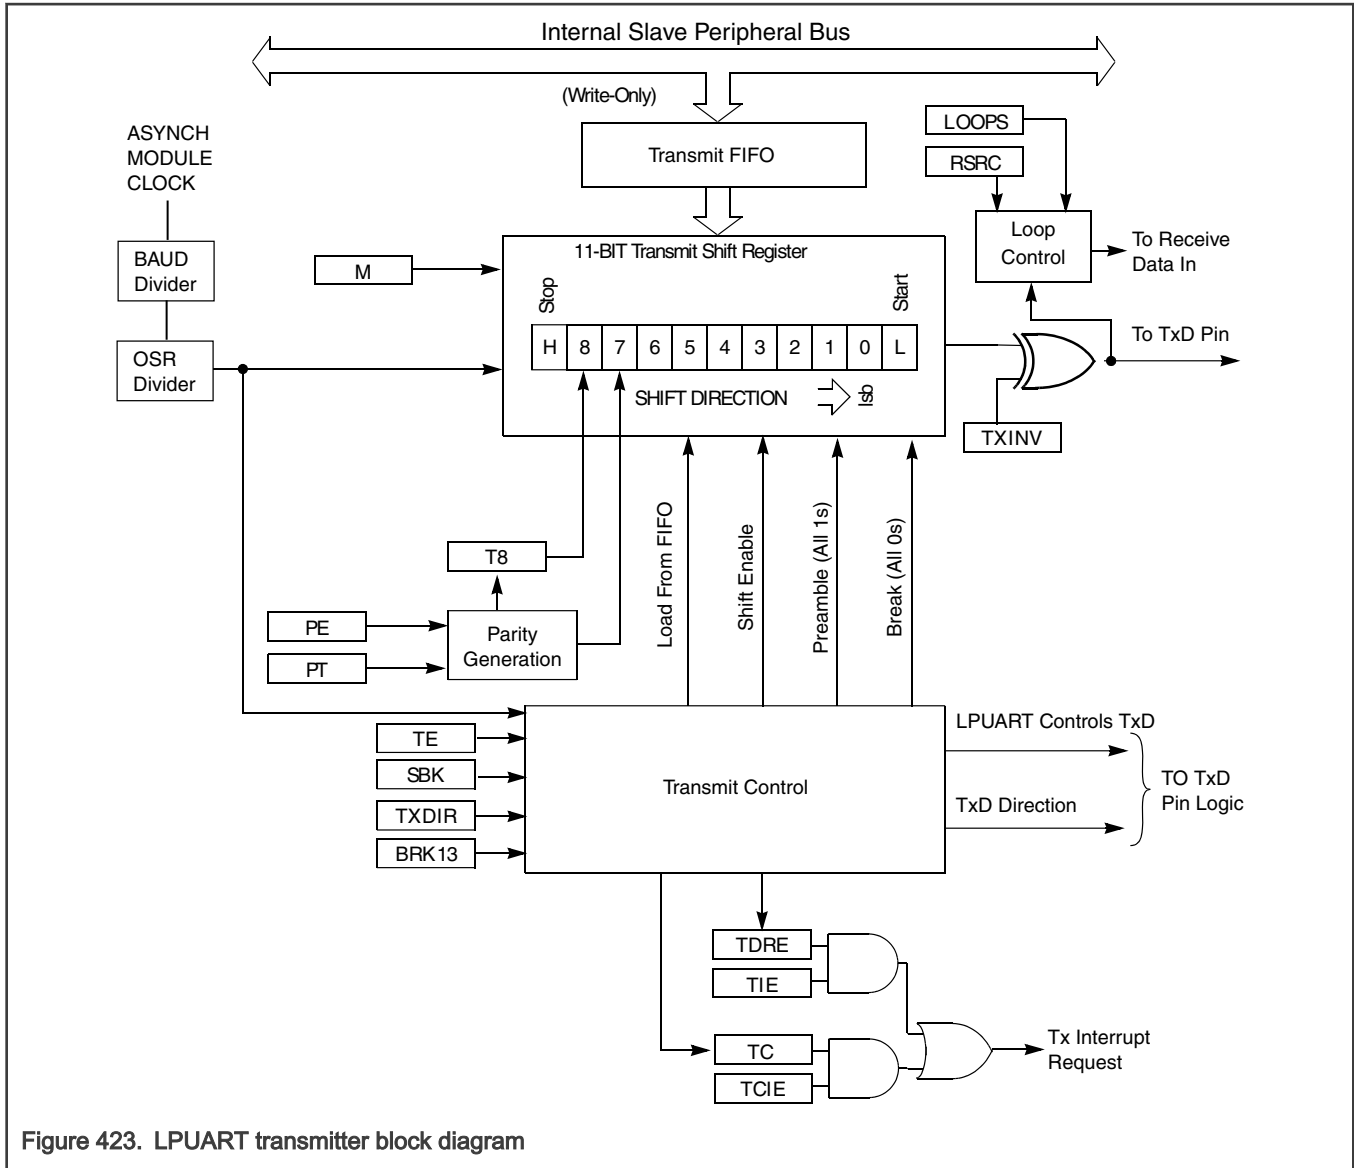 Internal Slave Peripheral Bus
(Write-Only)
ASYNCH
MODULE
CLOCK
Transmit FIFO
LOOPS
RSRC
Loop
Control
To Receive
Data In
BAUD
Divider
M
11-BIT Transmit Shift Register
Stop
Start
H 8 7 6 5 4 3 2 1 0 L
To TxD Pin
OSR
Divider
SHIFT DIRECTION
lsb
TXINV
Load From FIFO
Shift Enable
Preamble (All 1s)
Break (All 0s)
T8
PE
PT
Parity
Generation
TE
SBK
TXDIR
BRK13
Transmit Control
LPUART Controls TxD
TxD Direction
TO TxD
Pin Logic
TDRE
TIE
TC
TCIE
Tx Interrupt
Request
Figure 423. LPUART transmitter block diagram